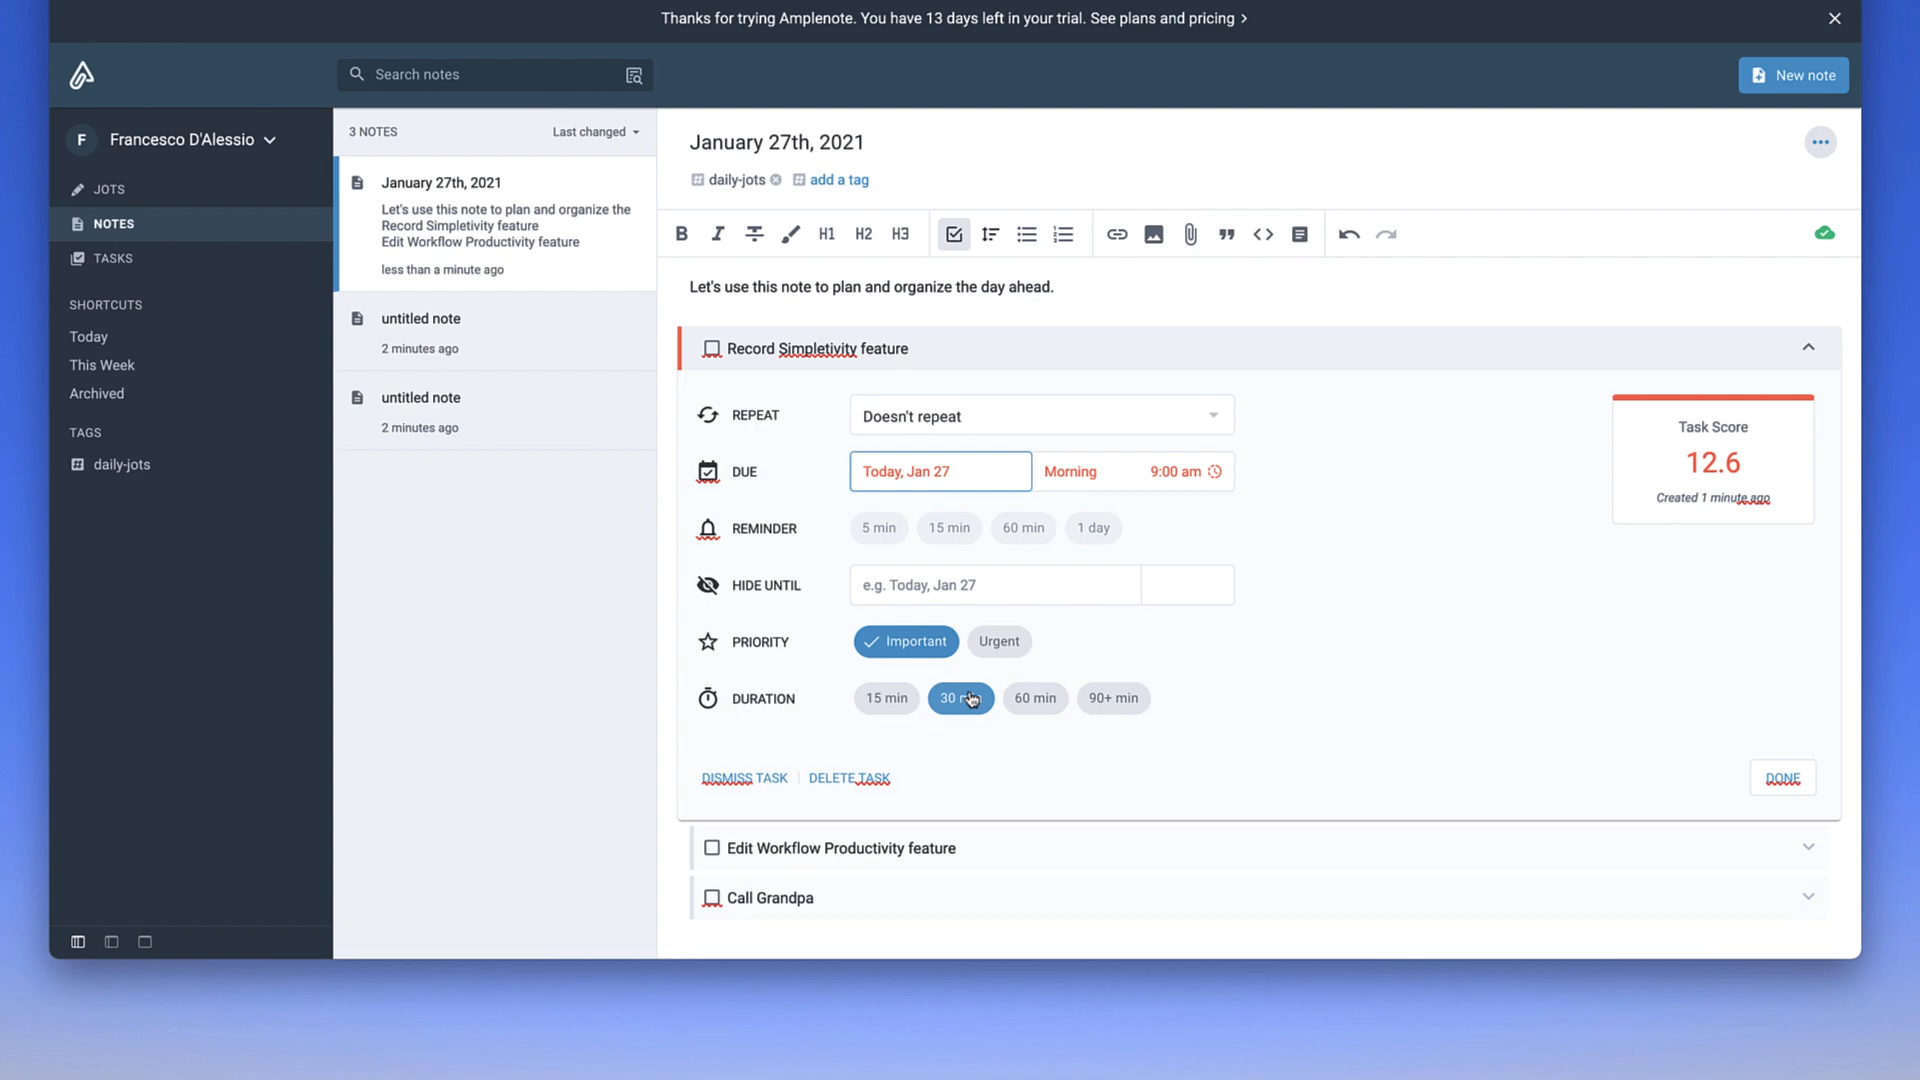 Thanks for trying Amplenote. You have 13 days left in your trial. See plans and pricing
Search notes
New note
F Francesco D'Alessio
JOTS
NOTES
TASKS
SHORTCUTS
Today
This Week
Archived
TAGS
daily-jots
3 NOTES Last changed
January 27th, 2021
Let's use this note to plan and organize the
Record Simpletivity feature
Edit Workflow Productivity feature
less than a minute ago
untitled note
2 minutes ago
untitled note
2 minutes ago
January 27th, 2021
daily-jots add a tag
B I H1 H2 H3
Let's use this note to plan and organize the day ahead.
Record Simpletivity feature
REPEAT Doesn't repeat
DUE Today, Jan 27 Morning 9:00 am
REMINDER 5 min 15 min 60 min 1 day
HIDE UNTIL e.g. Today, Jan 27
PRIORITY Important Urgent
DURATION 15 min 30 60 min 90+ min
Task Score
12.6
Created 1 minute ago
DISMISS TASK DELETE TASK
DONE
Edit Workflow Productivity feature
Call Grandpa